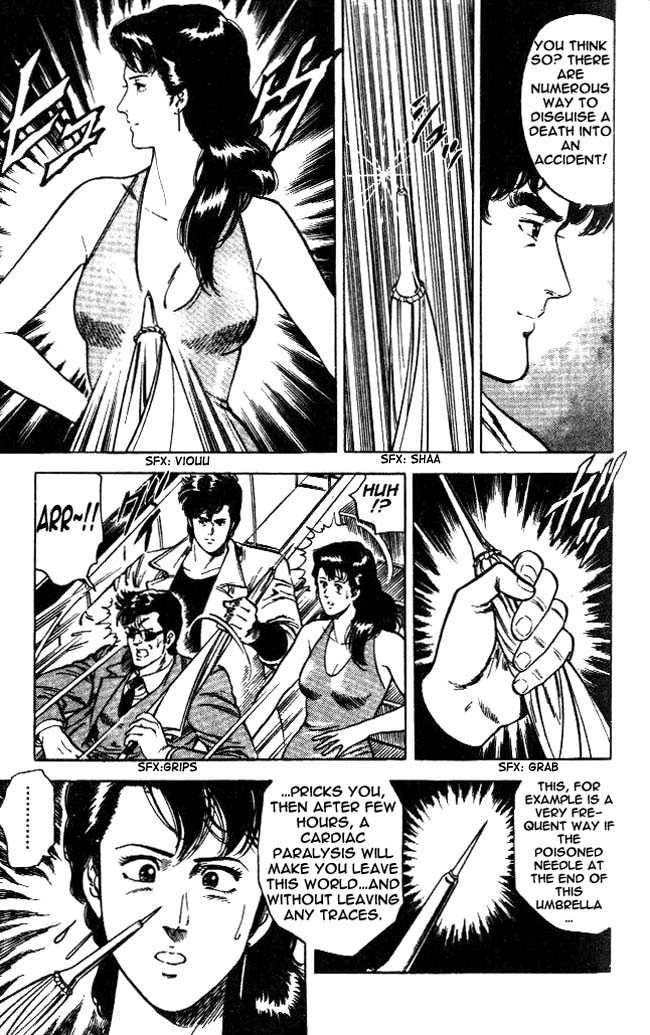 YOU THINK
SO? THERE
ARE
NUMEROUS
WAY TO
DISGUISE A
DEATH INTO
AN
ACCIDENT!
SFX: SHAA
SFX: VIOUU
SFX: GRAB
HUH
!?
ARR~!!
SFX:GRIPS
THIS, FOR
EXAMPLE IS A
VERY FRE-
QUENT WAY IF
THE
POISONED
NEEDLE AT
THE END OF
THIS
UMBRELLA
...
...PRICKS YOU,
THEN AFTER FEW
HOURS, A
CARDIAC
PARALYSIS WILL
MAKE YOU LEAVE
THIS WORLD...AND
WITHOUT LEAVING
ANY TRACES.
.........